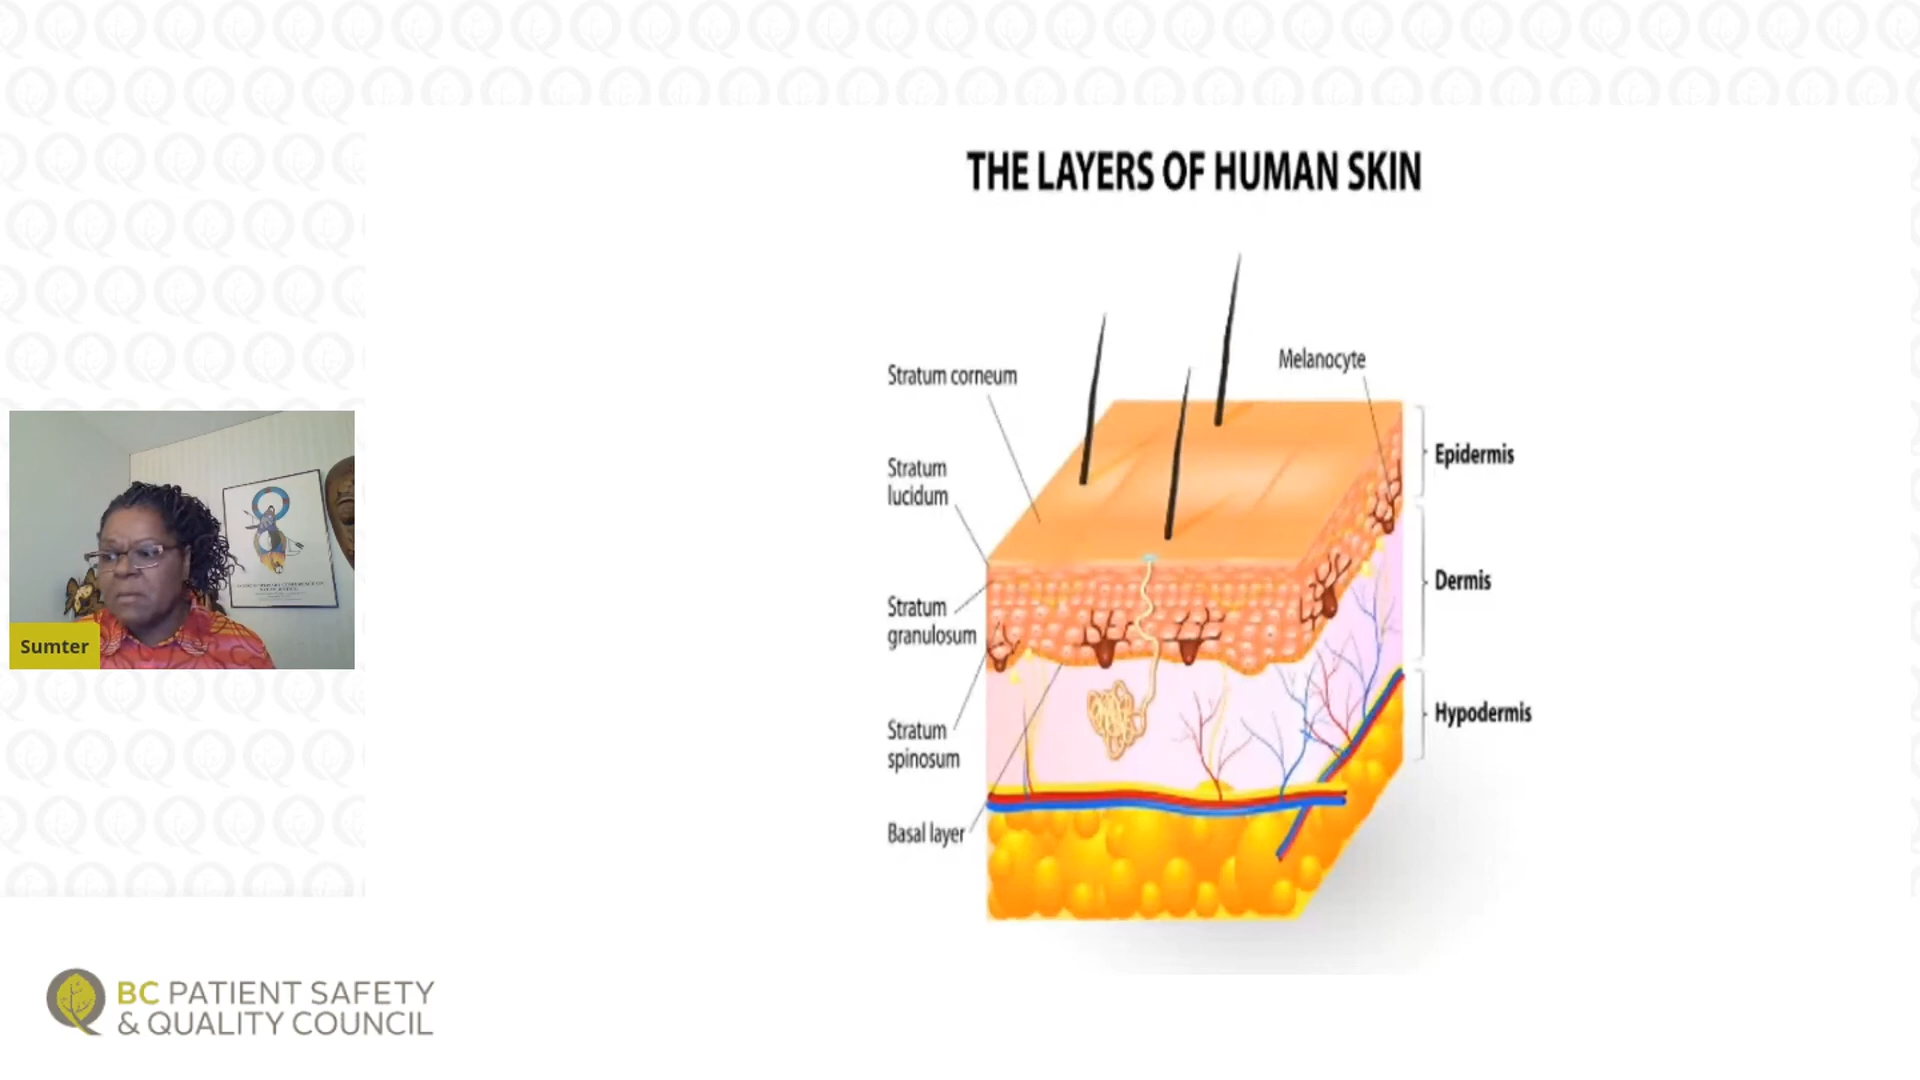 THE LAYERS OF HUMAN SKIN
Stratum corneum
Melanocyte
Epidermis
Stratum
lucidum
Dermis
Stratum
granulosum
Hypodermis
Stratum
spinosum
Basal layer
Sumter
BC PATIENT SAFETY
& QUALITY COUNCIL